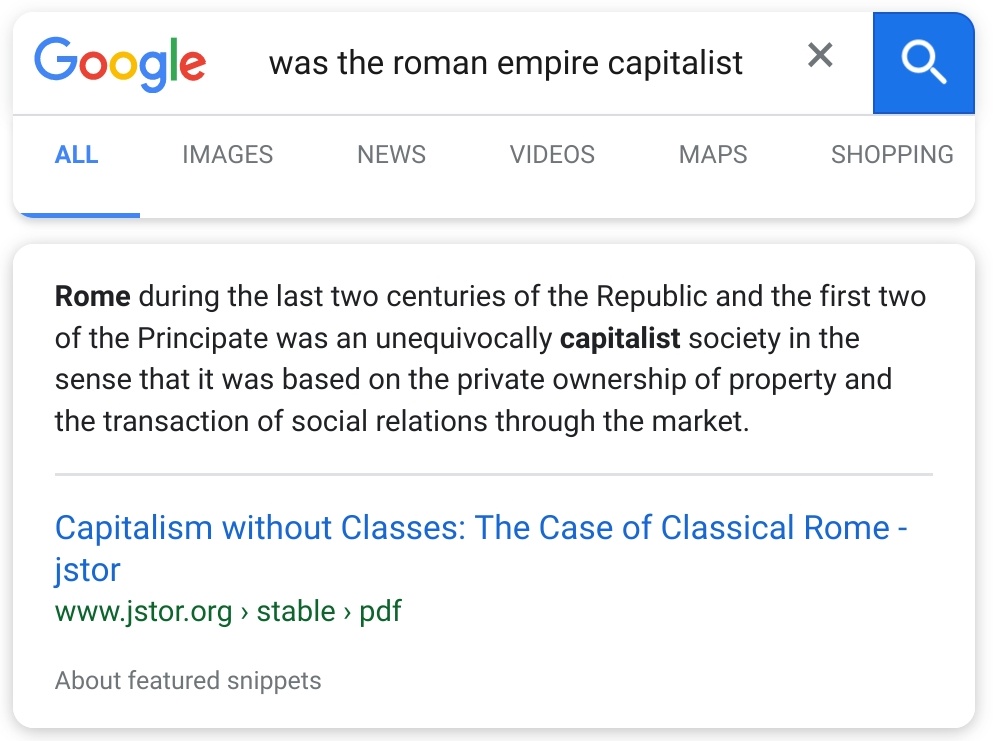 Google was the roman empire capitalist
ALL IMAGES NEWS VIDEOS MAPS SHOPPING
Rome during the last two centuries of the Republic and the first two
of the Principate was an unequivocally capitalist society in the
sense that it was based on the private ownership of property and
the transaction of social relations through the market.
Capitalism without Classes: The Case of Classical Rome -
jstor
www.jstor.org › stable › pdf
About featured snippets